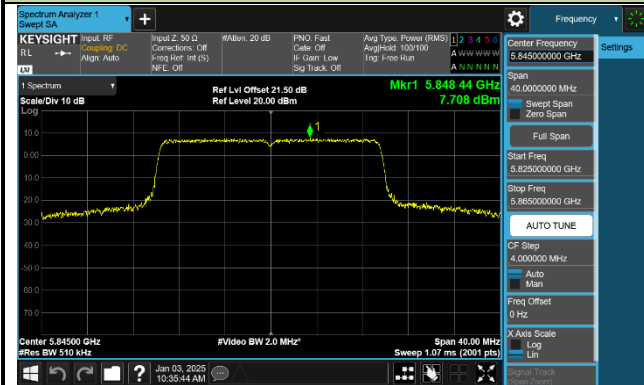 Spectrum Analyzer 1
Swept SA
Frequency
KEYSIGHT Input: RF Input Z: 50 Ω #Atten: 20 dB PNO: Fast Avg Type: Power (RMS) 1 2 3 4 5 6
RL Coupling: DC Corrections: Off Gate: Off Avg|Hold: 100/100 A W W W W W
Align: Auto Freq Ref: Int (S) IF Gain: Low Trig: Free Run
NFE: Off Sig Track: Off A N N N N N
1 Spectrum
Scale/Div 10 dB
Log
Ref Lvl Offset 21.50 dB
Ref Level 20.00 dBm
Mkr1 5.848 44 GHz
7.708 dBm
1
10.0
0.00
-10.0
-20.0
-30.0
-40.0
-50.0
-60.0
-70.0
Center 5.84500 GHz #Video BW 2.0 MHz* Span 40.00 MHz
#Res BW 510 kHz Sweep 1.07 ms (2001 pts)
Jan 03, 2025
10:35:44 AM
Settings
Center Frequency
5.845000000 GHz
Span
40.0000000 MHz
Swept Span
Zero Span
Full Span
Start Freq
5.825000000 GHz
Stop Freq
5.865000000 GHz
AUTO TUNE
CF Step
4.000000 MHz
Auto
Man
Freq Offset
0 Hz
X Axis Scale
Log
Lin
Signal Track
(Span Zoom)